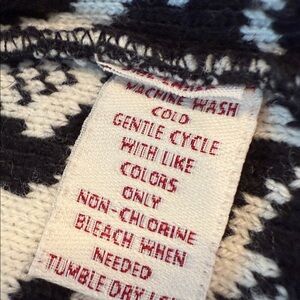 MACHINE WASH
COLD
GENTLE CYCLE
WITH LIKE
COLORS
ONLY
NON-CHLORINE
BLEACH WHEN
NEEDED
TUMBLE DRY